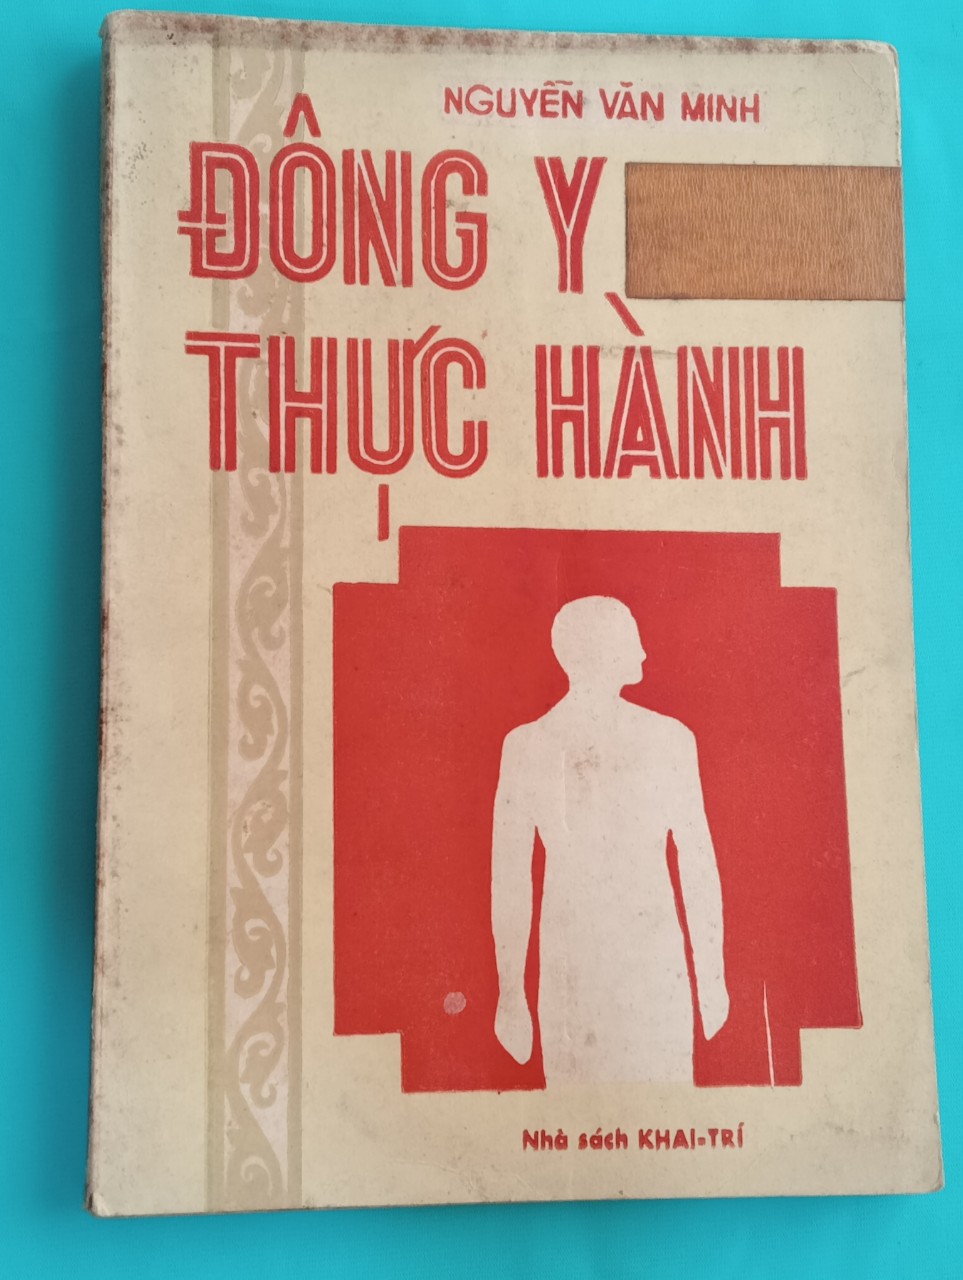 NGUYỄN VĂN MINH
ĐÔNG Y
THỰC HÀNH
Nhà sách KHAI-TRÍ